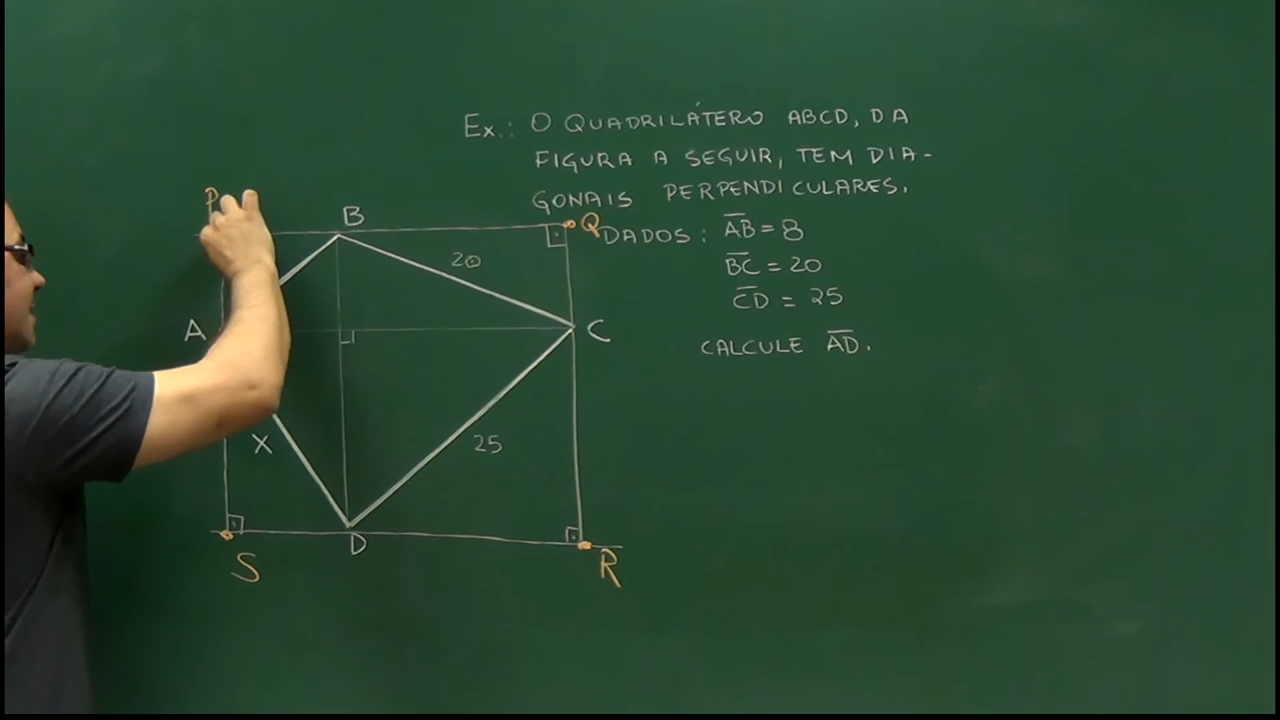 Ex.: O QUADRILÁTERO ABCD, DA
FIGURA A SEGUIR, TEM DIA-
GONAIS PERPENDICULARES.
DADOS: AB = 8
BC = 20
CD = 25
CALCULE AD.
P
B
Q
20
A
C
X
25
S
D
R